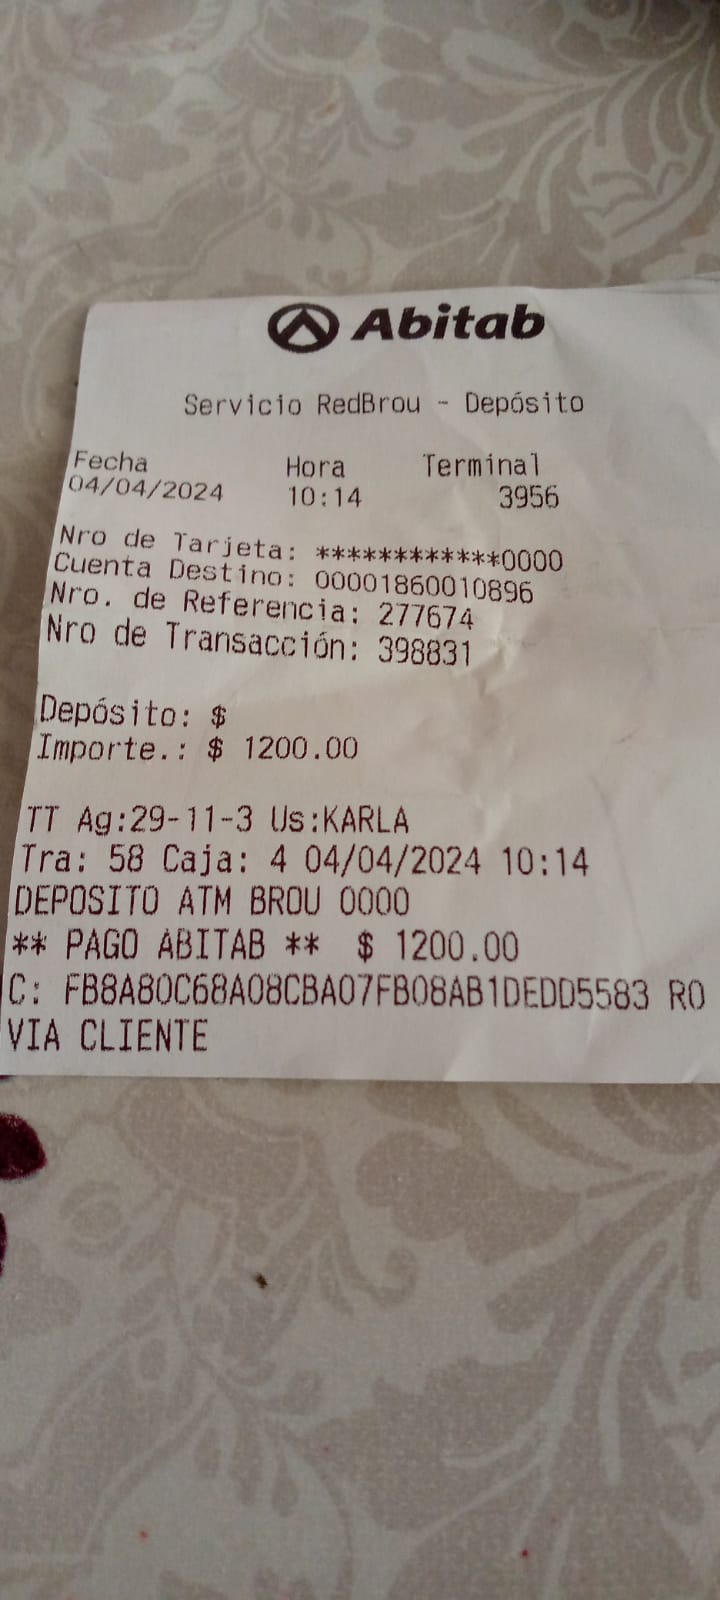 Abitab
Servicio RedBrou - Depósito
Fecha Hora Terminal
04/04/2024 10:14 3956
Nro de Tarjeta: ************0000
Cuenta Destino: 00001860010896
Nro. de Referencia: 277674
Nro de Transacción: 398831
Depósito: $
Importe.: $ 1200.00
TT Ag:29-11-3 Us:KARLA
Tra: 58 Caja: 4 04/04/2024 10:14
DEPOSITO ATM BROU 0000
** PAGO ABITAB ** $ 1200.00
C: FB8A80C68A08CBA07FB08AB1DEDD5583 RO
VIA CLIENTE